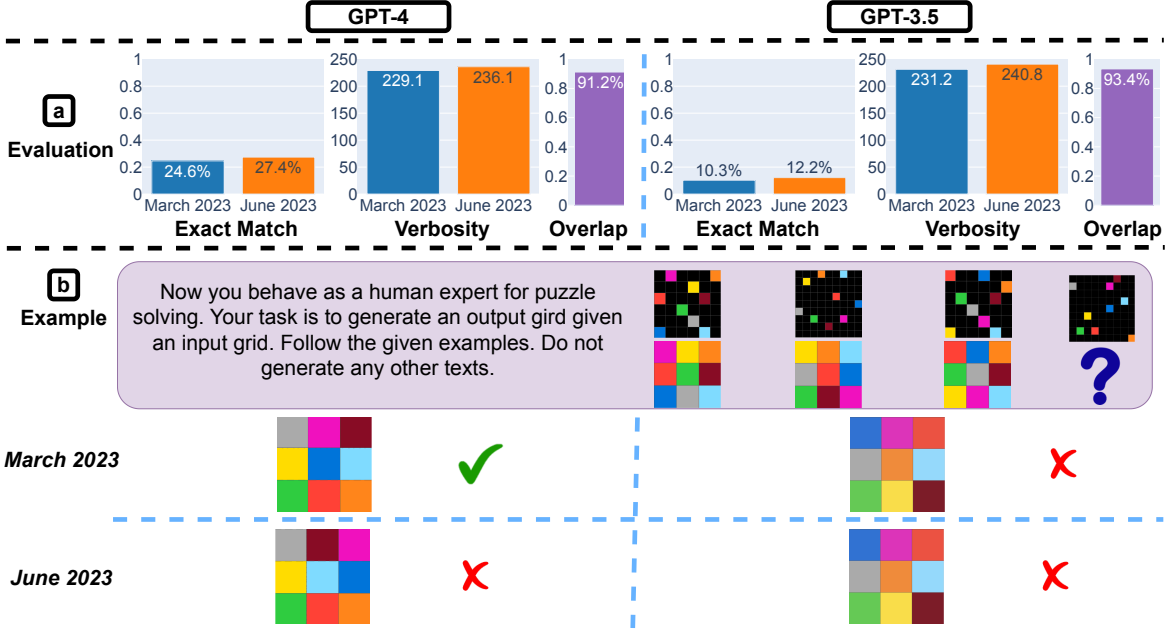 GPT-4
GPT-3.5
a
Evaluation
1
0.8
0.6
0.4
0.2
0
24.6%
27.4%
March 2023 June 2023
Exact Match
250
200
150
100
50
0
229.1
236.1
March 2023 June 2023
Verbosity
1
0.8
0.6
0.4
0.2
0
91.2%
Overlap
1
0.8
0.6
0.4
0.2
0
10.3%
12.2%
March 2023 June 2023
Exact Match
250
200
150
100
50
0
231.2
240.8
March 2023 June 2023
Verbosity
1
0.8
0.6
0.4
0.2
0
93.4%
Overlap
b
Example
Now you behave as a human expert for puzzle
solving. Your task is to generate an output gird given
an input grid. Follow the given examples. Do not
generate any other texts.
?
March 2023
June 2023